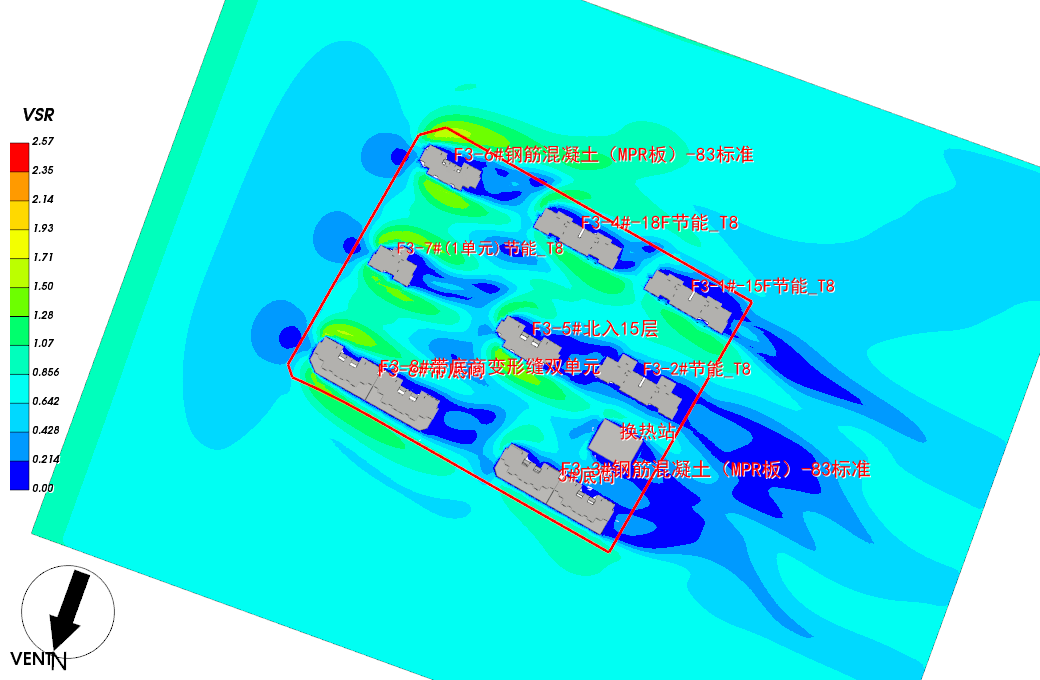 VSR
2.57
2.35
2.14
1.93
1.71
1.50
1.28
1.07
0.856
0.642
0.428
0.214
0.00
F3-6#钢筋混凝土（MPR板）-83标准
F3-4#-18F节能_T8
F3-7#(1单元)节能_T8
F3-1#-15F节能_T8
F3-5#北入15层
F3-8#带底商变形缝双单元
F3-2#节能_T8
换热站
F3-3#钢筋混凝土（MPR板）-83标准
3#底商
VENT
N